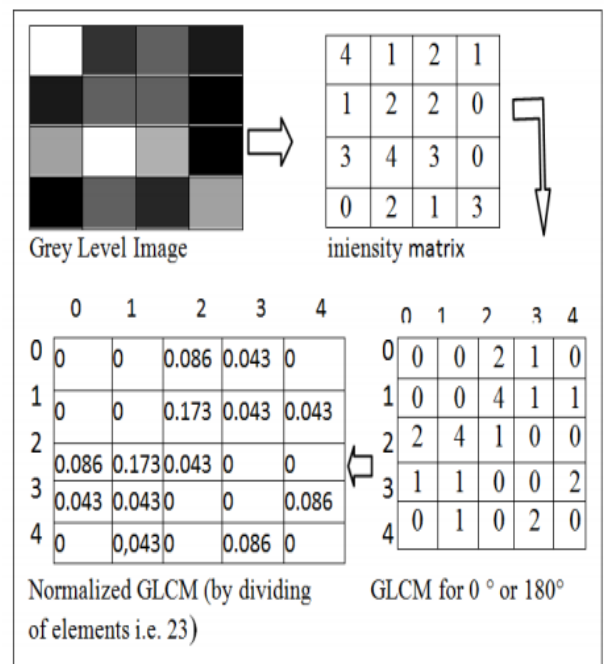 4 1 2 1
1 2 2 0
3 4 3 0
0 2 1 3
Grey Level Image
iniensity matrix
0 1 2 3 4
0 0 0 0.086 0.043 0
1 0 0 0.173 0.043 0.043
2 0.086 0.173 0.043 0 0
3 0.043 0.043 0 0 0.086
4 0 0,043 0 0.086 0
0 1 2 3 4
0 0 0 2 1 0
1 0 0 4 1 1
2 2 4 1 0 0
3 1 1 0 0 2
4 0 1 0 2 0
Normalized GLCM (by dividing
of elements i.e. 23)
GLCM for 0 ° or 180°